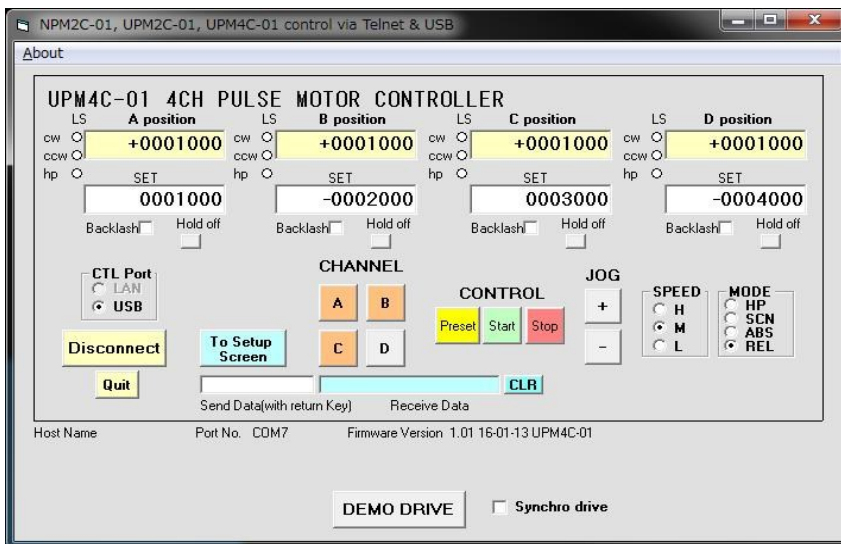 NPM2C-01, UPM2C-01, UPM4C-01 control via Telnet & USB
About
UPM4C-01 4CH PULSE MOTOR CONTROLLER
LS A position LS B position LS C position LS D position
cw +0001000 cw +0001000 cw +0001000 cw +0001000
ccw ccw ccw ccw
hp SET hp SET hp SET hp SET
0001000 -0002000 0003000 -0004000
Backlash Hold off Backlash Hold off Backlash Hold off Backlash Hold off
CTL Port
LAN
USB
CHANNEL
A B
C D
CONTROL
Preset Start Stop
JOG
+
-
SPEED
H
M
L
MODE
HP
SCN
ABS
REL
Disconnect
To Setup
Screen
Quit
CLR
Send Data(with return Key) Receive Data
Host Name Port No. COM7 Firmware Version 1.01 16-01-13 UPM4C-01
DEMO DRIVE Synchro drive